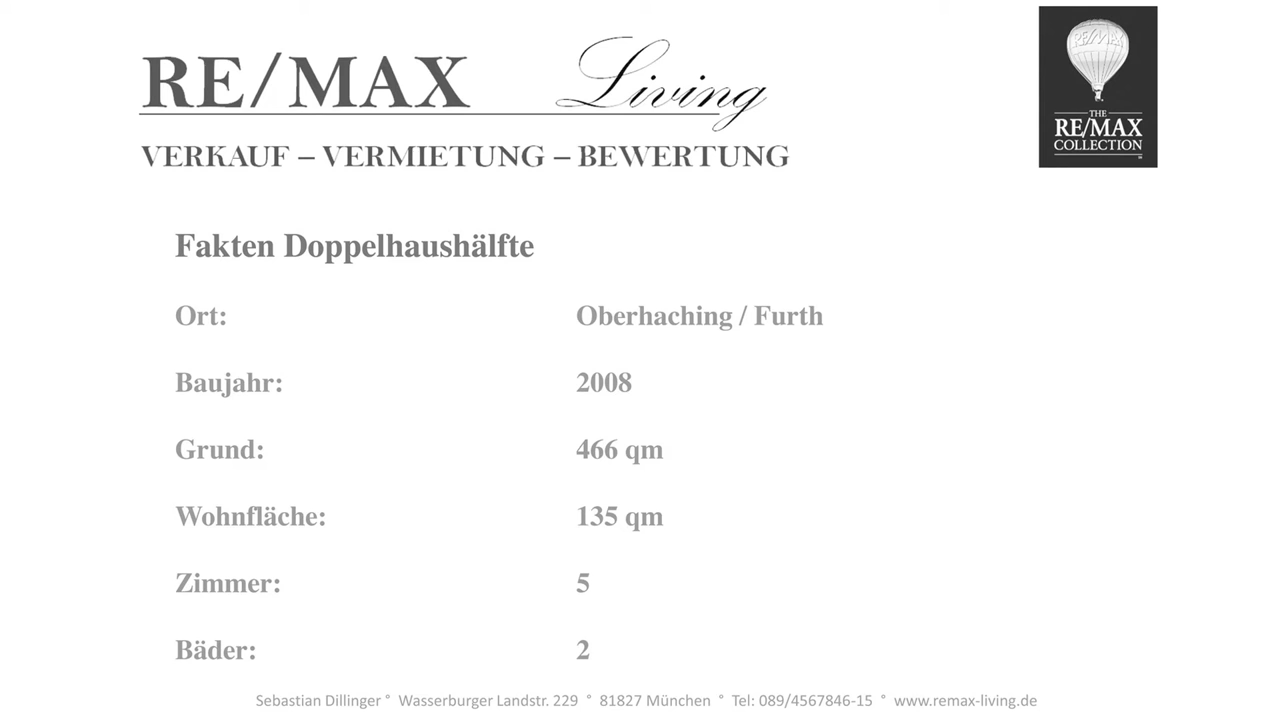 RE/MAX Living
VERKAUF – VERMIETUNG – BEWERTUNG
RE/MAX
THE
RE/MAX
COLLECTION
Fakten Doppelhaushälfte
Ort: Oberhaching / Furth
Baujahr: 2008
Grund: 466 qm
Wohnfläche: 135 qm
Zimmer: 5
Bäder: 2
Sebastian Dillinger ° Wasserburger Landstr. 229 ° 81827 München ° Tel: 089/4567846-15 ° www.remax-living.de